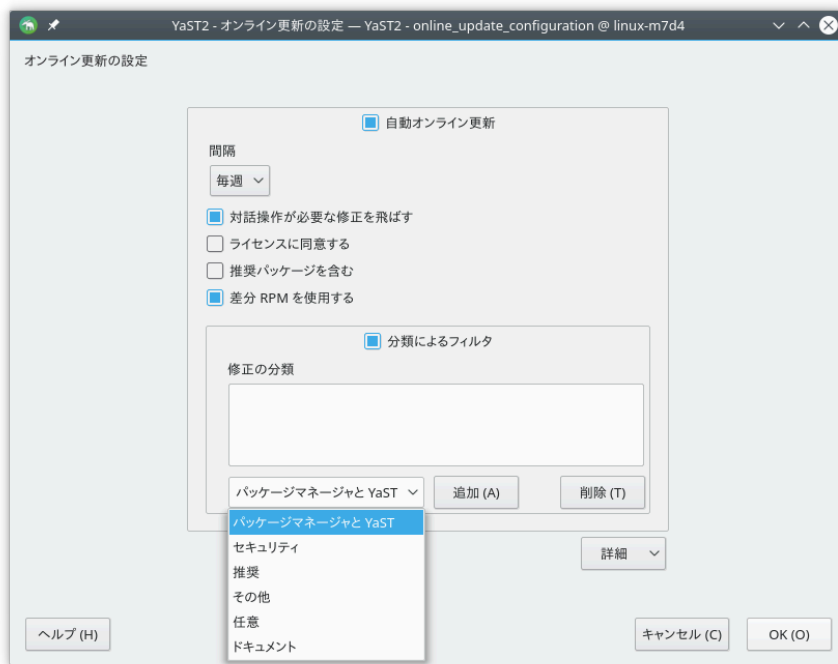 YaST2 - オンライン更新の設定 — YaST2 - online_update_configuration @ linux-m7d4
オンライン更新の設定
自動オンライン更新
間隔
毎週
対話操作が必要な修正を飛ばす
ライセンスに同意する
推奨パッケージを含む
差分 RPM を使用する
分類によるフィルタ
修正の分類
パッケージマネージャと YaST 追加 (A) 削除 (T)
パッケージマネージャと YaST
セキュリティ
推奨
その他
任意
ドキュメント
詳細
ヘルプ (H) キャンセル (C) OK (O)